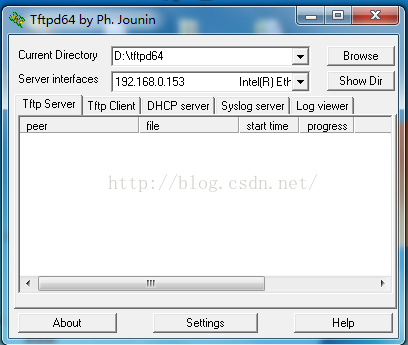 Tftpd64 by Ph. Jounin
Current Directory D:\tftpd64 Browse
Server interfaces 192.168.0.153 Intel(R) Eth Show Dir
Tftp Server Tftp Client DHCP server Syslog server Log viewer
peer file start time progress
http://blog.csdn.net/
About Settings Help